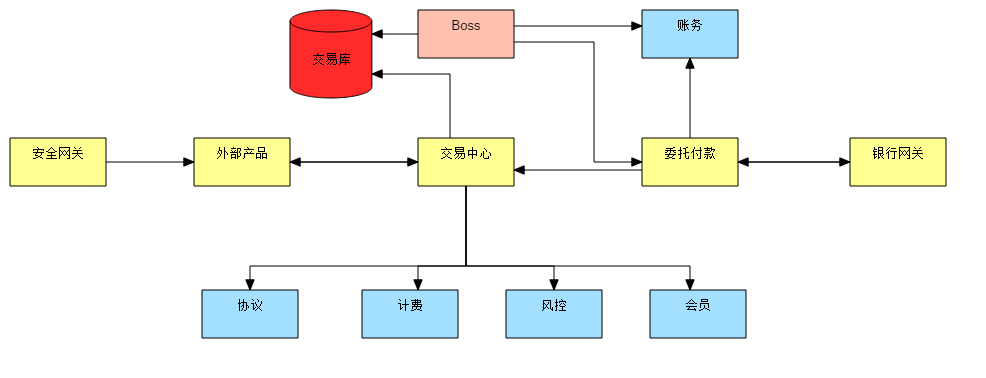 Boss
账务
交易库
安全网关
外部产品
交易中心
委托付款
银行网关
协议
计费
风控
会员